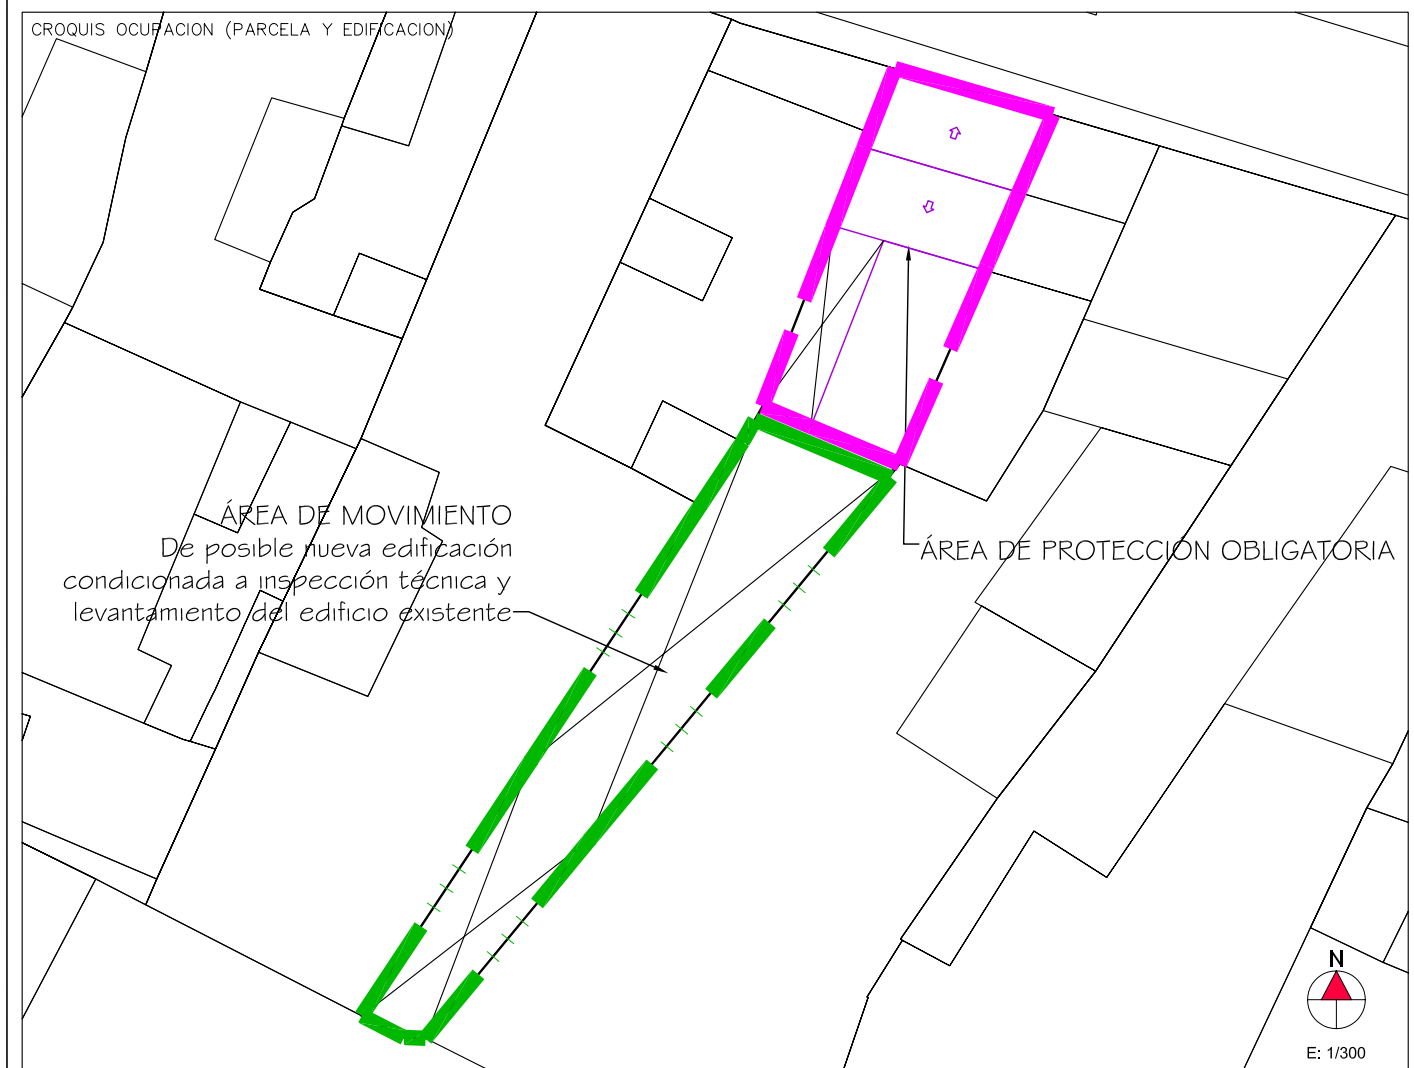 CROQUIS OCUPACION (PARCELA Y EDIFICACION)
ÁREA DE MOVIMIENTO
De posible nueva edificación
condicionada a inspección técnica y
levantamiento del edificio existente
ÁREA DE PROTECCIÓN OBLIGATORIA
N
E: 1/300